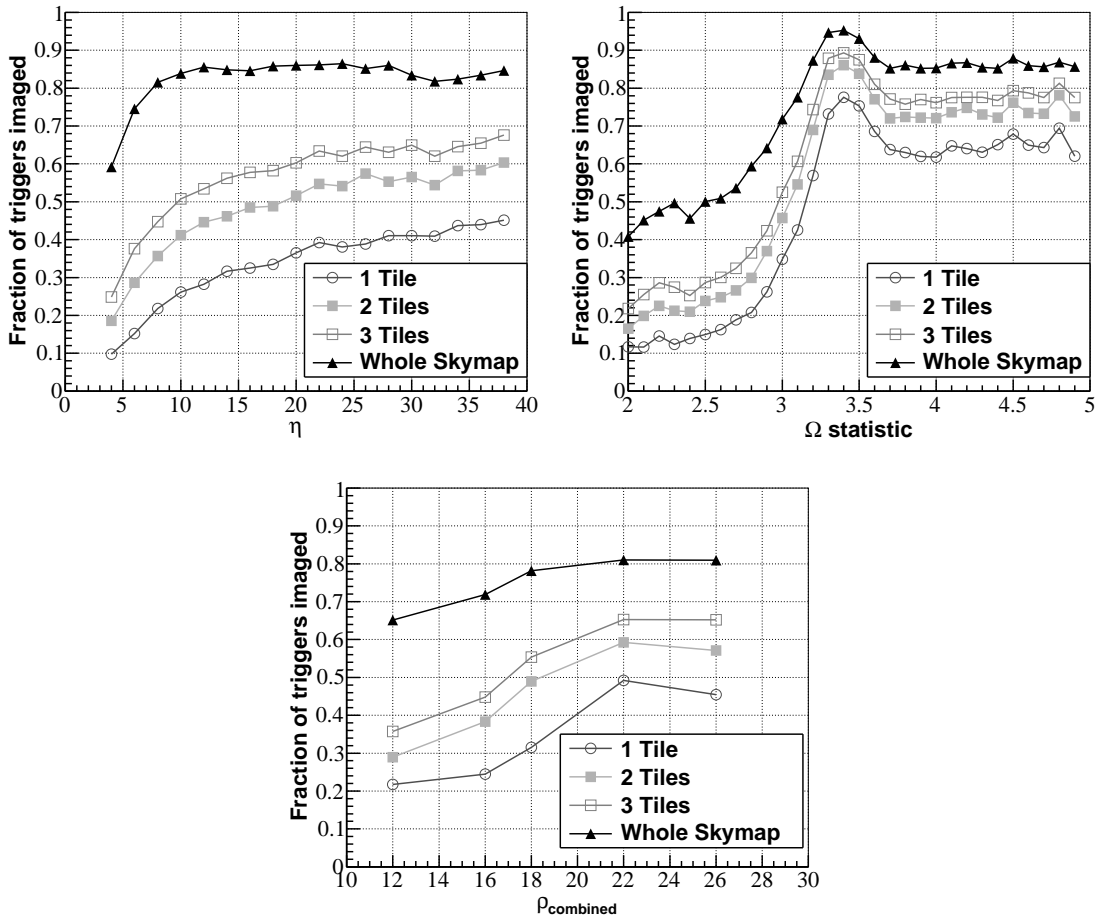 Fraction of triggers imaged
1
0.9
0.8
0.7
0.6
0.5
0.4
0.3
0.2
0.1
0
0 5 10 15 20 25 30 35 40
η
1 Tile
2 Tiles
3 Tiles
Whole Skymap
Fraction of triggers imaged
1
0.9
0.8
0.7
0.6
0.5
0.4
0.3
0.2
0.1
0
2 2.5 3 3.5 4 4.5 5
Ω statistic
1 Tile
2 Tiles
3 Tiles
Whole Skymap
Fraction of triggers imaged
1
0.9
0.8
0.7
0.6
0.5
0.4
0.3
0.2
0.1
0
10 12 14 16 18 20 22 24 26 28 30
ρcombined
1 Tile
2 Tiles
3 Tiles
Whole Skymap